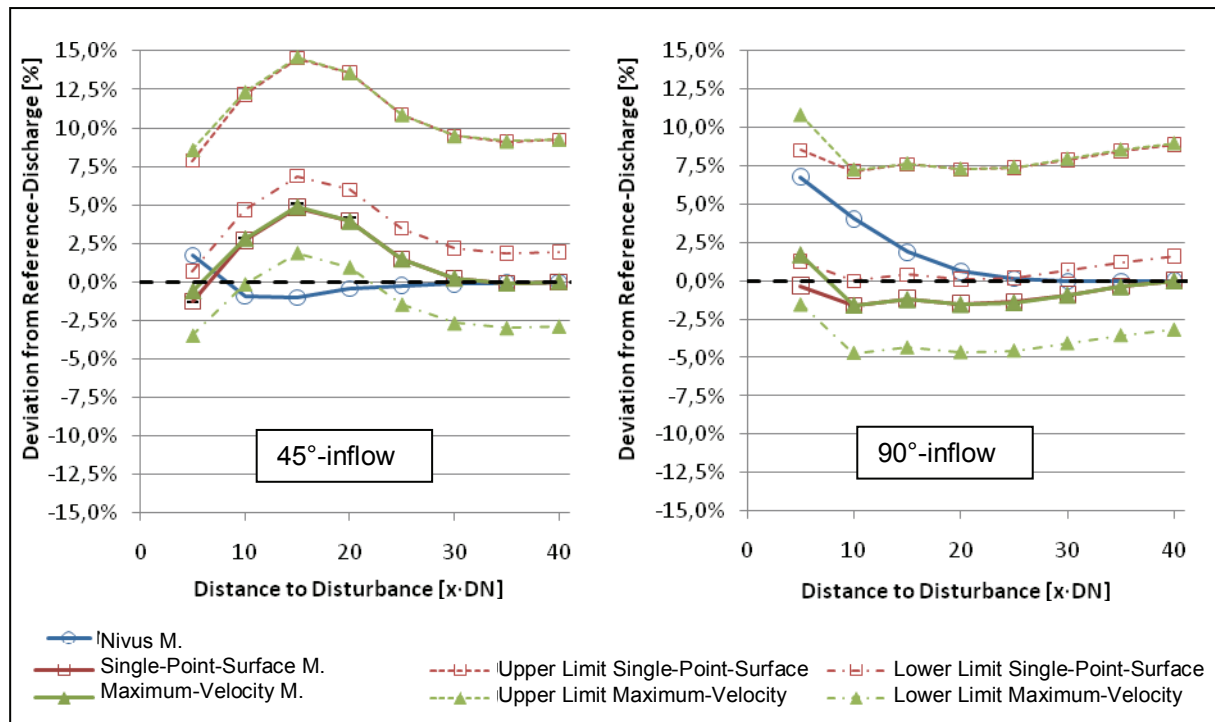 Deviation from Reference-Discharge [%]
15,0%
12,5%
10,0%
7,5%
5,0%
2,5%
0,0%
-2,5%
-5,0%
-7,5%
-10,0%
-12,5%
-15,0%
45°-inflow
0 10 20 30 40
Distance to Disturbance [x·DN]
Deviation from Reference-Discharge [%]
15,0%
12,5%
10,0%
7,5%
5,0%
2,5%
0,0%
-2,5%
-5,0%
-7,5%
-10,0%
-12,5%
-15,0%
90°-inflow
0 10 20 30 40
Distance to Disturbance [x·DN]
Nivus M.
Single-Point-Surface M. Upper Limit Single-Point-Surface Lower Limit Single-Point-Surface
Maximum-Velocity M. Upper Limit Maximum-Velocity Lower Limit Maximum-Velocity